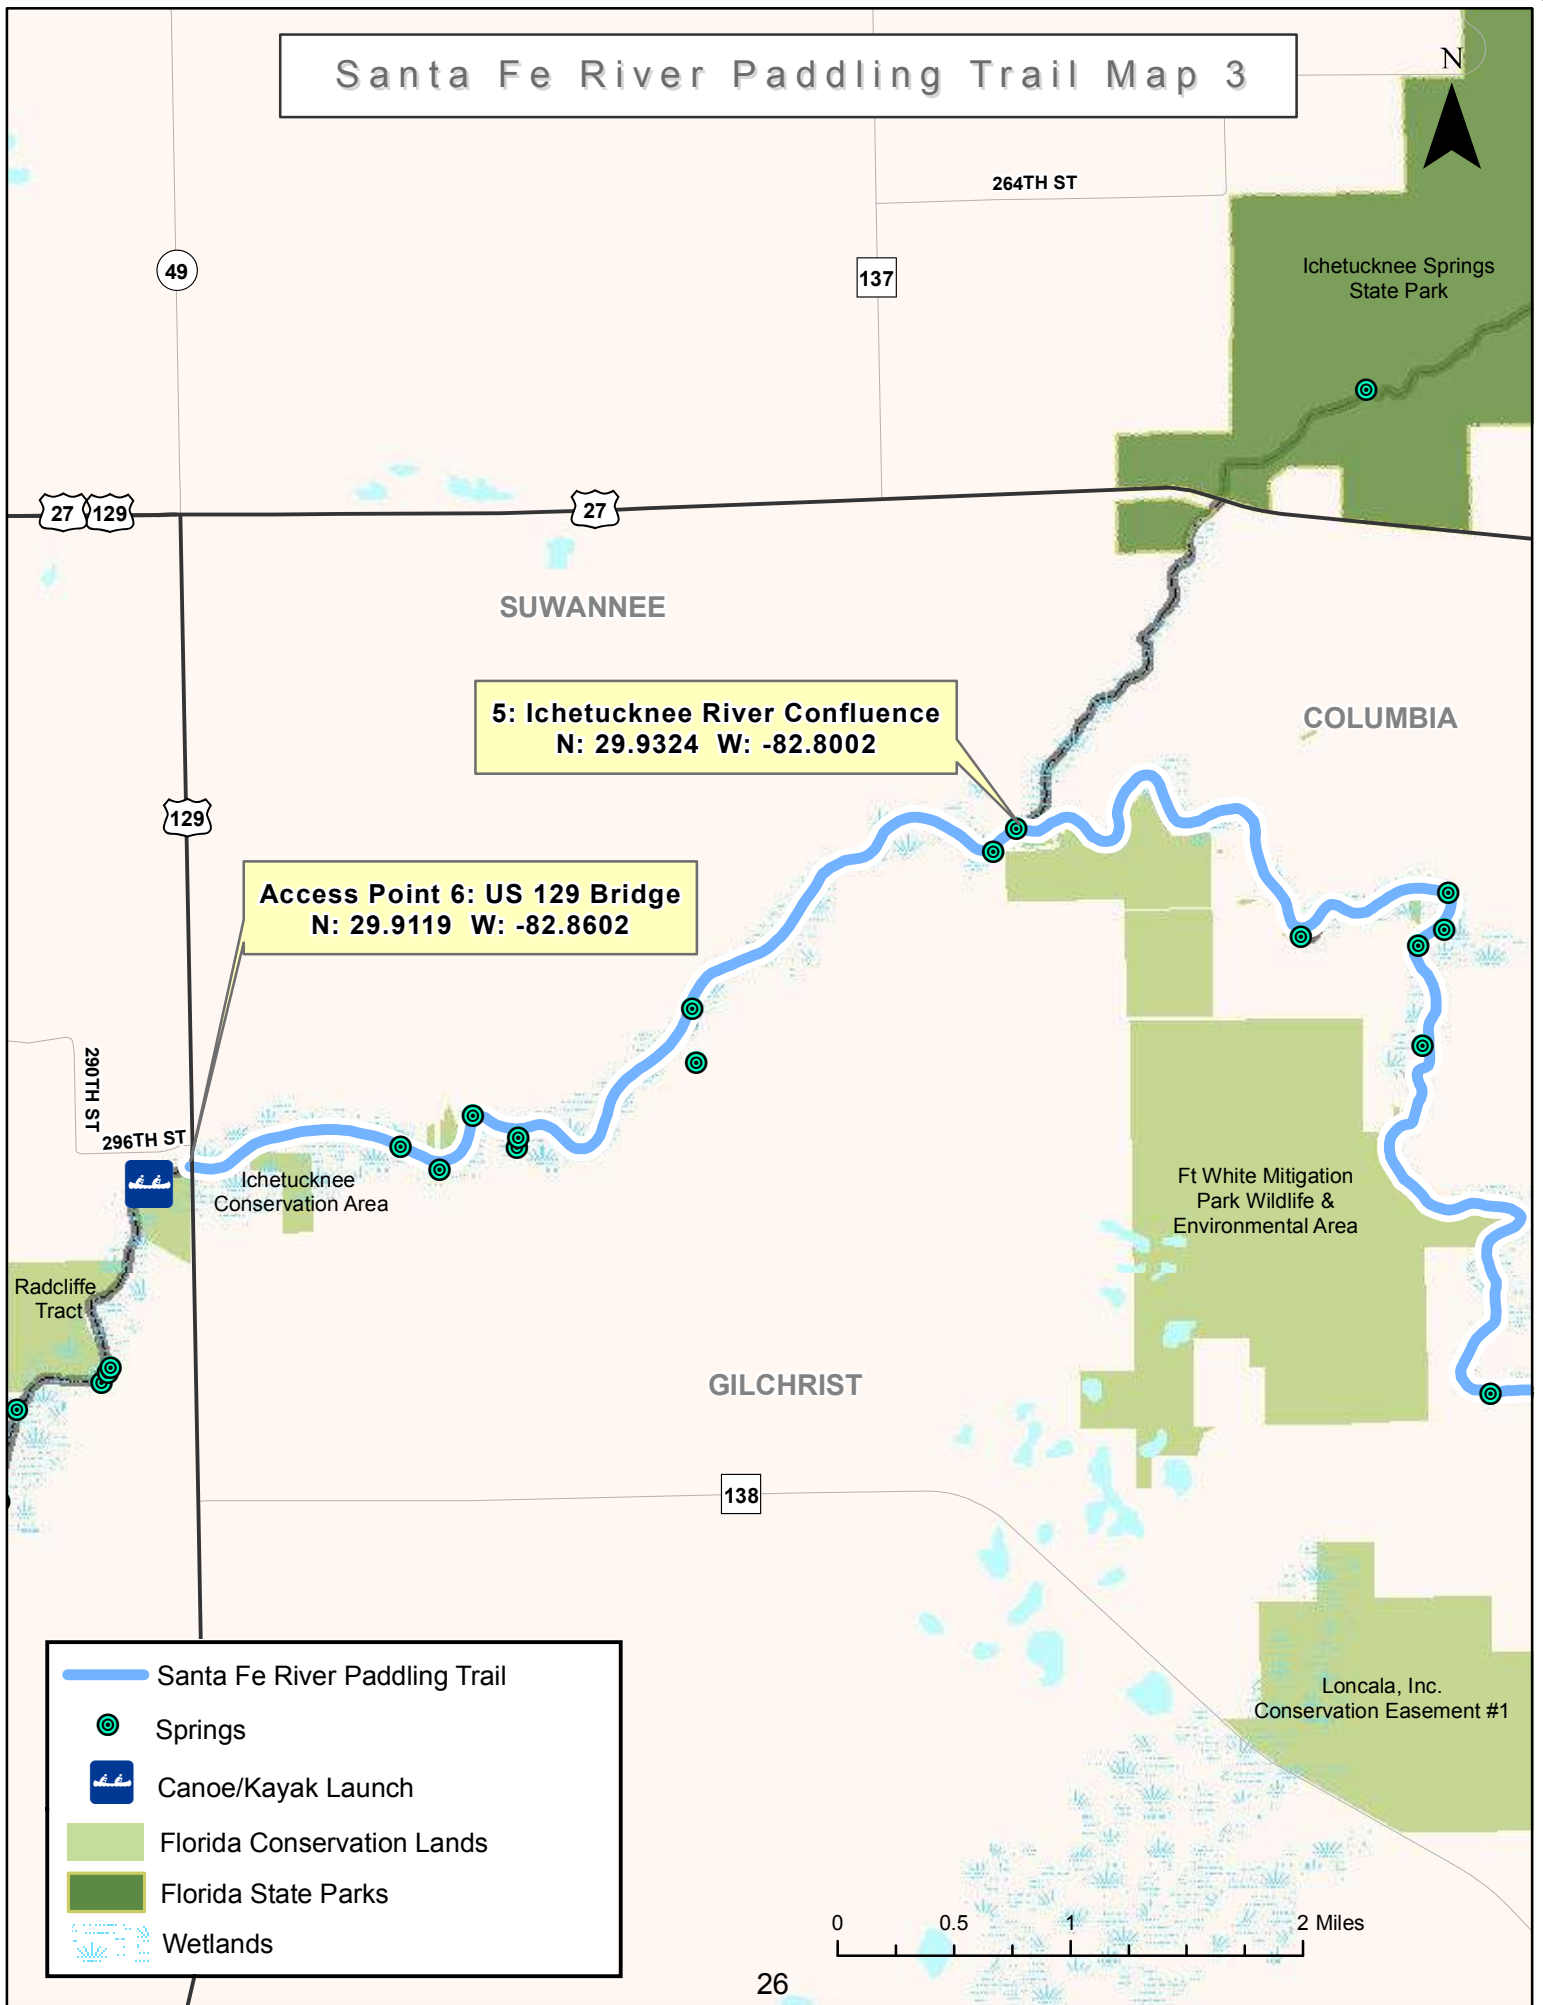 Santa Fe River Paddling Trail Map 3
N
264TH ST
49
137
Ichetucknee Springs
State Park
27
129
27
SUWANNEE
5: Ichetucknee River Confluence
N: 29.9324 W: -82.8002
COLUMBIA
129
Access Point 6: US 129 Bridge
N: 29.9119 W: -82.8602
290TH ST
296TH ST
Ichetucknee
Conservation Area
Ft White Mitigation
Park Wildlife &
Environmental Area
Radcliffe
Tract
GILCHRIST
138
Loncala, Inc.
Conservation Easement #1
Santa Fe River Paddling Trail
Springs
Canoe/Kayak Launch
Florida Conservation Lands
Florida State Parks
Wetlands
0 0.5 1 2 Miles
26